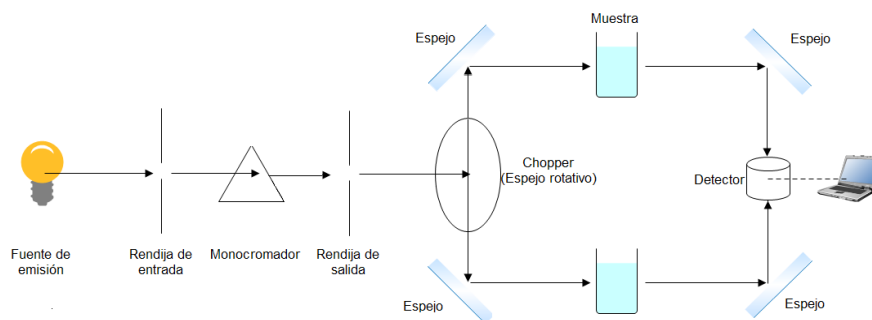 Muestra
Espejo
Espejo
Chopper
(Espejo rotativo)
Detector
Fuente de
emisión
Rendija de
entrada
Monocromador
Rendija de
salida
Espejo
Espejo